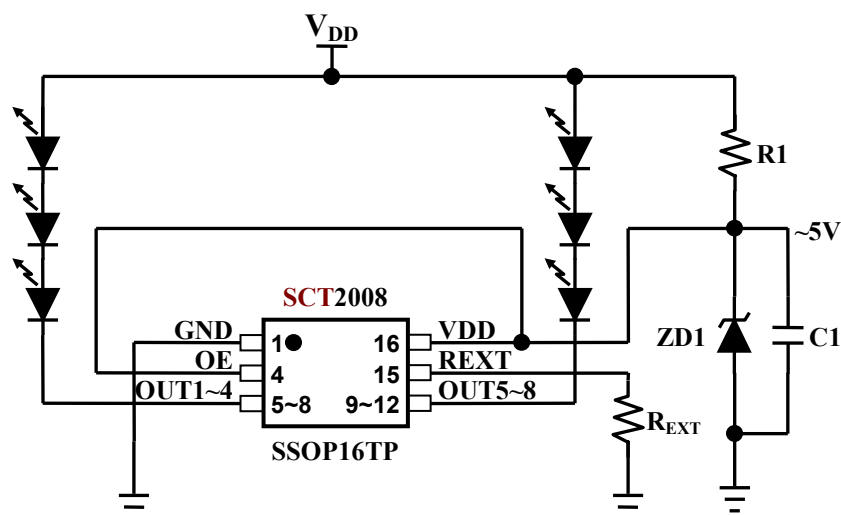 VDD
R1
~5V
SCT2008
GND
1
16
VDD
ZD1
C1
OE
4
15
REXT
OUT1~4
5~8
9~12
OUT5~8
REXT
SSOP16TP